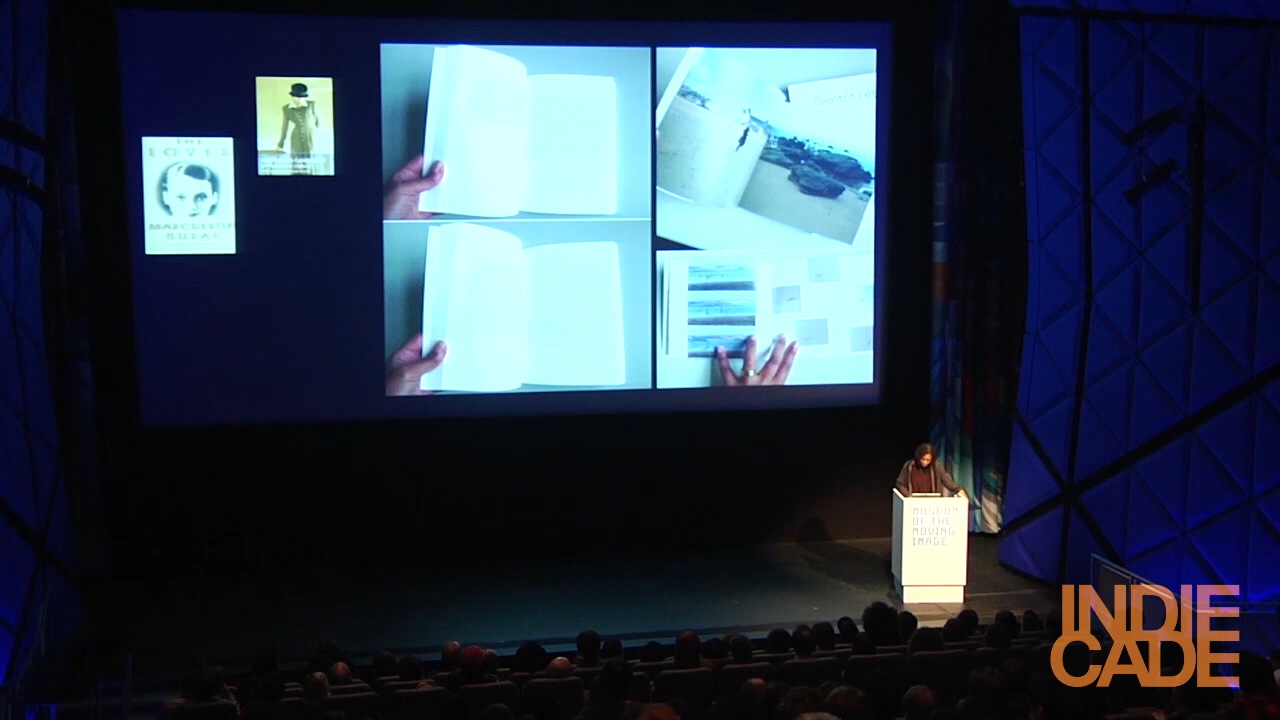 THE
LOVER
MARGUERITE
DURAS
MUSEUM
OF THE
MOVING
IMAGE
INDIE
CADE